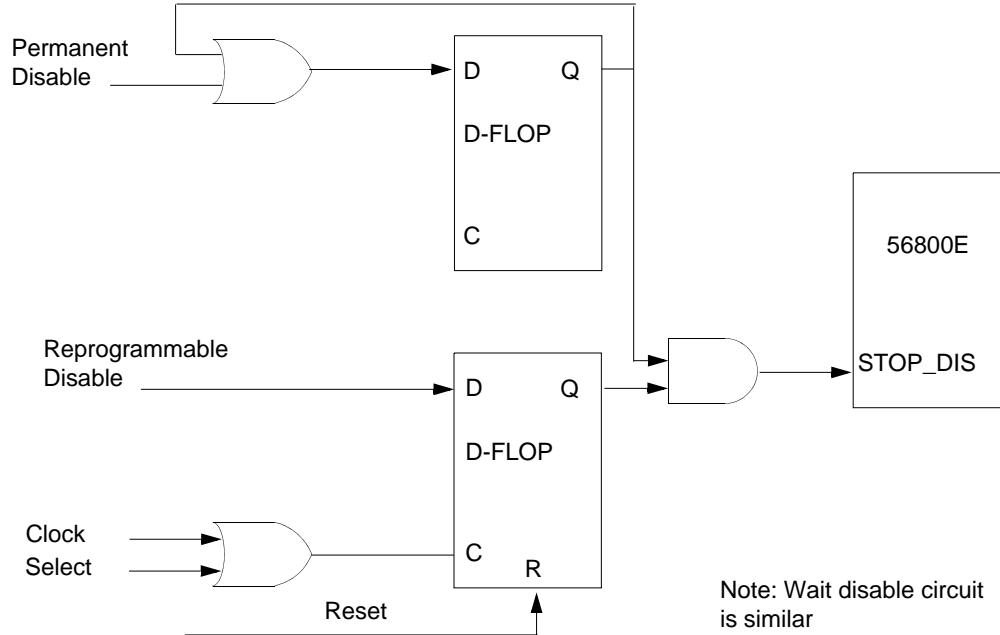 Permanent
Disable
D
Q
D-FLOP
C
56800E
STOP_DIS
Reprogrammable
Disable
D
Q
D-FLOP
Clock
Select
C
R
Reset
Note: Wait disable circuit
is similar